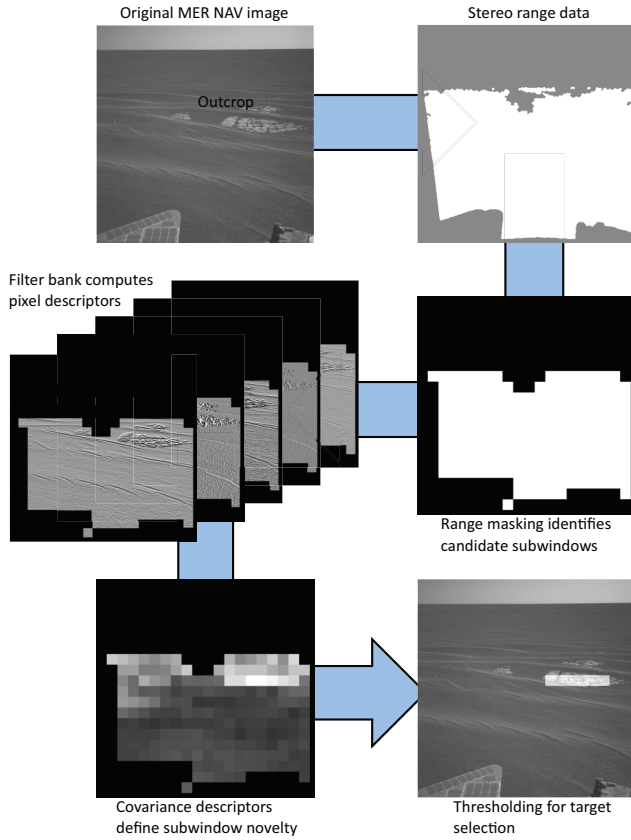 Original MER NAV image
Stereo range data
Outcrop
Filter bank computes
pixel descriptors
Range masking identifies
candidate subwindows
Covariance descriptors
define subwindow novelty
Thresholding for target
selection